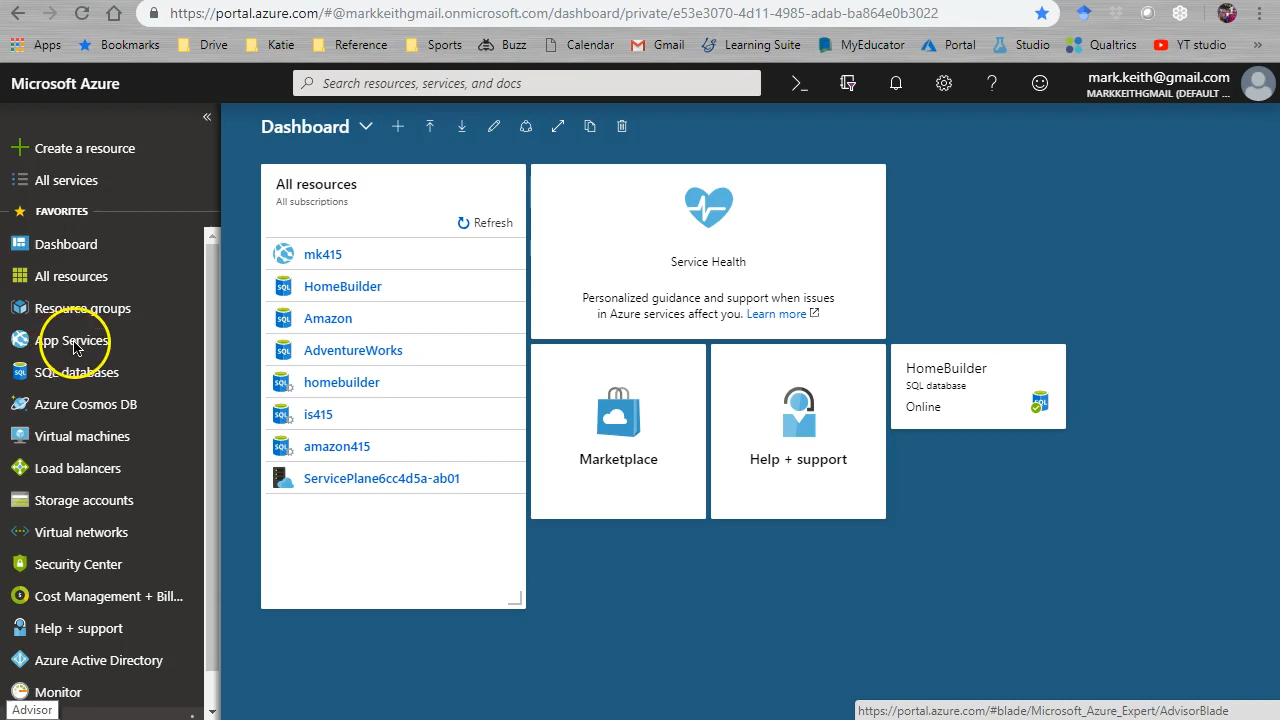 https://portal.azure.com/#@markkeithgmail.onmicrosoft.com/dashboard/private/e53e3070-4d11-4985-adab-ba864e0b3022
Apps Bookmarks Drive Katie Reference Sports Buzz Calendar Gmail Learning Suite MyEducator Portal Studio Qualtrics YT studio »
Microsoft Azure
Search resources, services, and docs
mark.keith@gmail.com
MARKKEITHGMAIL (DEFAULT ...
«
Create a resource
All services
FAVORITES
Dashboard
All resources
Resource groups
App Services
SQL databases
Azure Cosmos DB
Virtual machines
Load balancers
Storage accounts
Virtual networks
Security Center
Cost Management + Bill...
Help + support
Azure Active Directory
Monitor
Advisor
Dashboard
All resources
All subscriptions
Refresh
mk415
HomeBuilder
Amazon
AdventureWorks
homebuilder
is415
amazon415
ServicePlane6cc4d5a-ab01
Service Health
Personalized guidance and support when issues
in Azure services affect you. Learn more
Marketplace
Help + support
HomeBuilder
SQL database
Online
SQL
https://portal.azure.com/#blade/Microsoft_Azure_Expert/AdvisorBlade